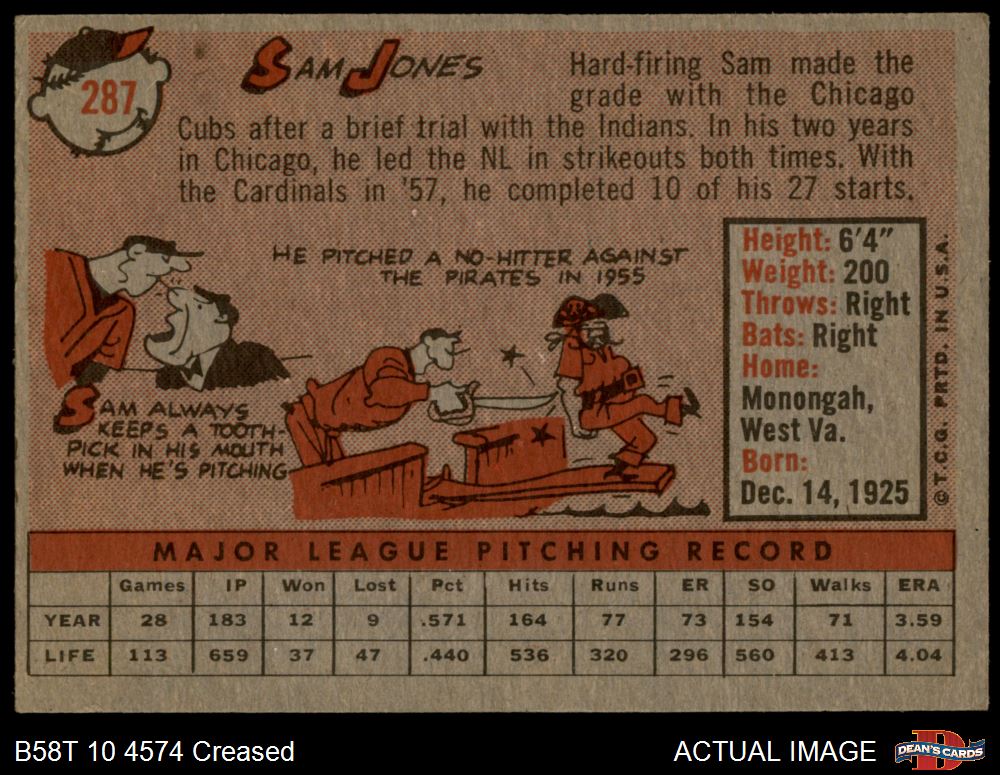 287
SAM JONES
Hard-firing Sam made the
grade with the Chicago
Cubs after a brief trial with the Indians. In his two years
in Chicago, he led the NL in strikeouts both times. With
the Cardinals in '57, he completed 10 of his 27 starts.
HE PITCHED A NO-HITTER AGAINST
THE PIRATES IN 1955
SAM ALWAYS
KEEPS A TOOTH-
PICK IN HIS MOUTH
WHEN HE'S PITCHING
Height: 6'4"
Weight: 200
Throws: Right
Bats: Right
Home:
Monongah,
West Va.
Born:
Dec. 14, 1925
© T.C.G. PRTD. IN U.S.A.
MAJOR LEAGUE PITCHING RECORD
Games IP Won Lost Pct Hits Runs ER SO Walks ERA
YEAR 28 183 12 9 .571 164 77 73 154 71 3.59
LIFE 113 659 37 47 .440 536 320 296 560 413 4.04
B58T 10 4574 Creased
ACTUAL IMAGE
D
DEAN'S CARDS